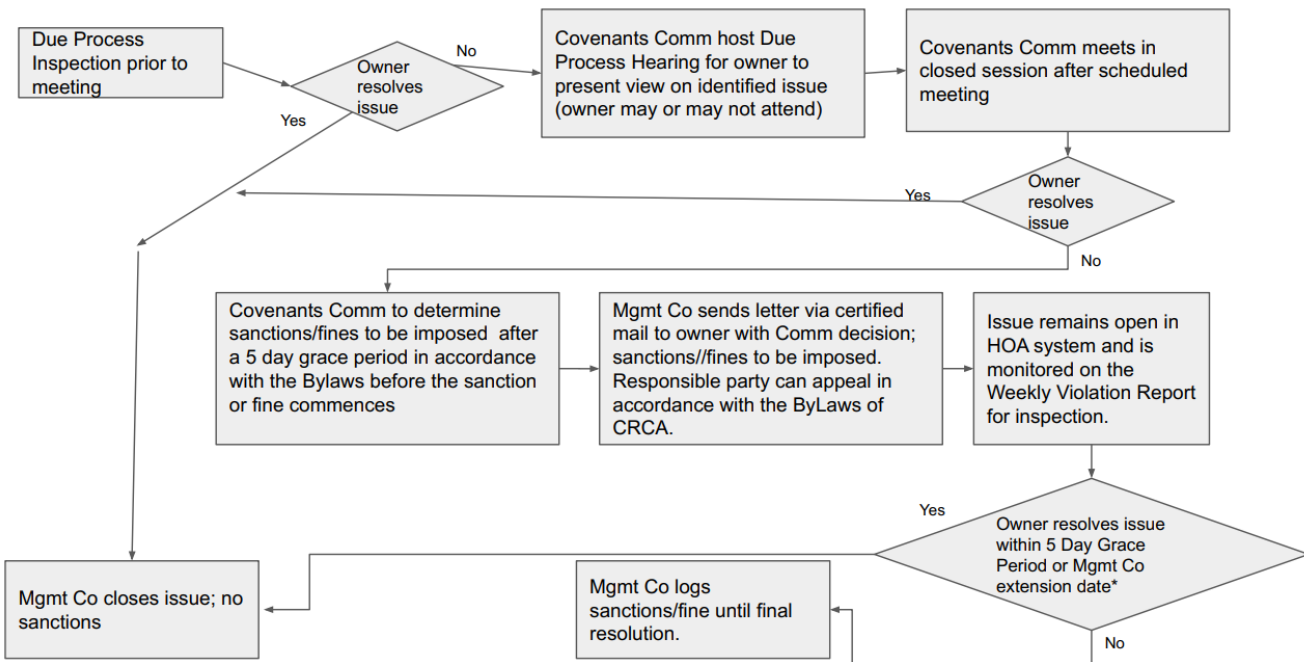 Due Process
Inspection prior to
meeting
Owner
resolves
issue
No
Yes
Covenants Comm host Due
Process Hearing for owner to
present view on identified issue
(owner may or may not attend)
Covenants Comm meets in
closed session after scheduled
meeting
Owner
resolves
issue
Yes
No
Covenants Comm to determine
sanctions/fines to be imposed after
a 5 day grace period in accordance
with the Bylaws before the sanction
or fine commences
Mgmt Co sends letter via certified
mail to owner with Comm decision;
sanctions//fines to be imposed.
Responsible party can appeal in
accordance with the ByLaws of
CRCA.
Issue remains open in
HOA system and is
monitored on the
Weekly Violation Report
for inspection.
Yes
Owner resolves issue
within 5 Day Grace
Period or Mgmt Co
extension date*
No
Mgmt Co closes issue; no
sanctions
Mgmt Co logs
sanctions/fine until final
resolution.